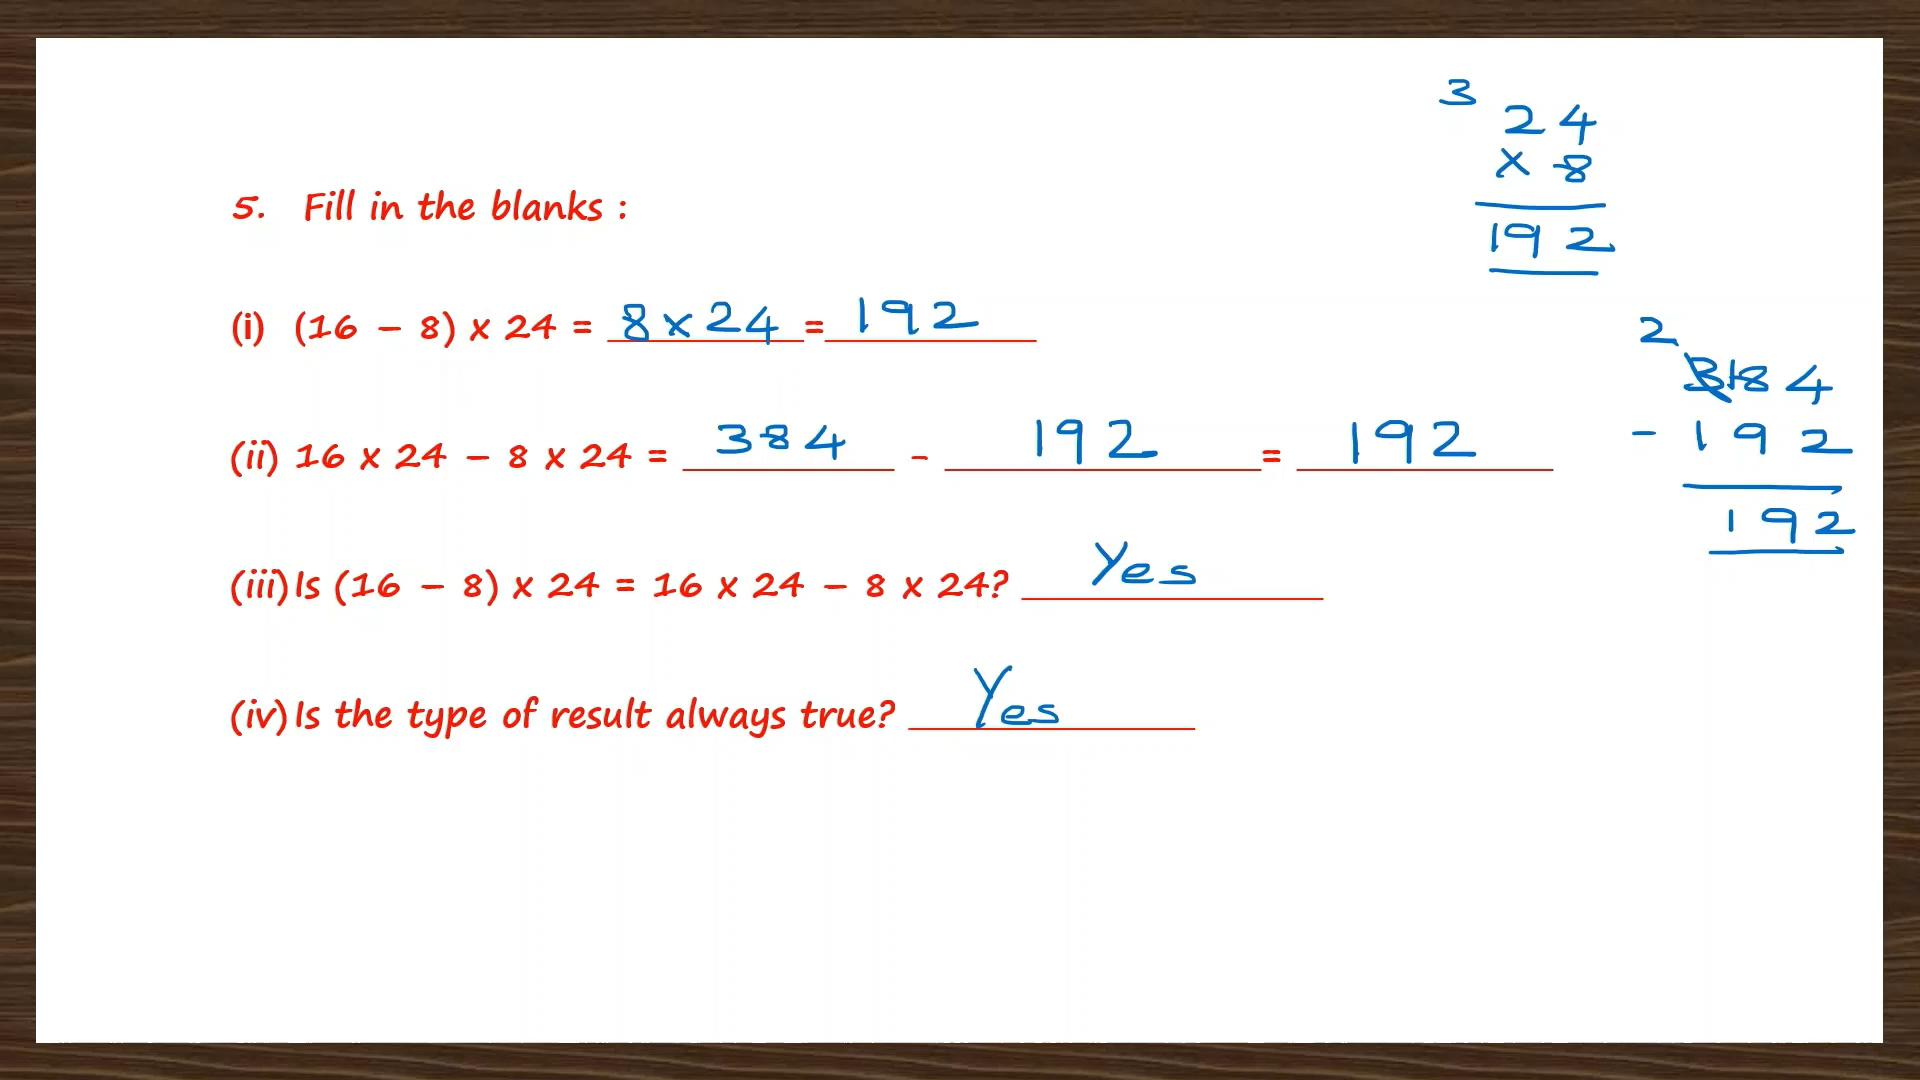 3
24
x 8
192
5. Fill in the blanks :
(i) (16 – 8) x 24 = 8 x 24 = 192
2
3184
(ii) 16 x 24 – 8 x 24 = 384 - 192 = 192
- 192
192
(iii) Is (16 – 8) x 24 = 16 x 24 – 8 x 24? Yes
(iv) Is the type of result always true? Yes